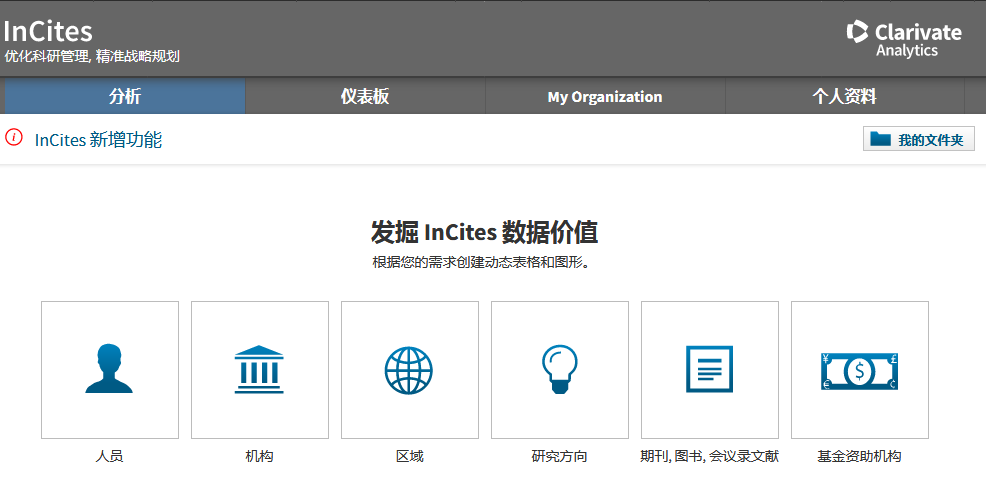 InCites
优化科研管理, 精准战略规划
Clarivate
Analytics
分析 仪表板 My Organization 个人资料
i InCites 新增功能 我的文件夹
发掘 InCites 数据价值
根据您的需求创建动态表格和图形。
¥ £ $ € ₵
人员 机构 区域 研究方向 期刊, 图书, 会议录文献 基金资助机构